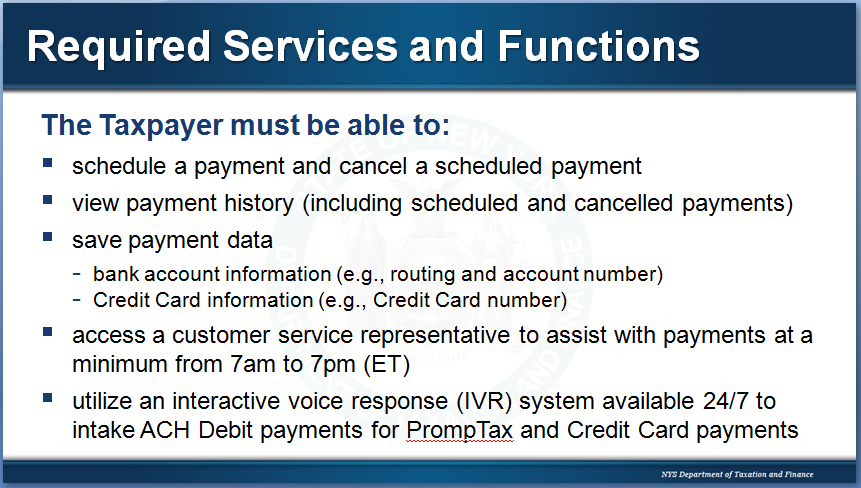 Required Services and Functions
The Taxpayer must be able to:
▪ schedule a payment and cancel a scheduled payment
▪ view payment history (including scheduled and cancelled payments)
▪ save payment data
- bank account information (e.g., routing and account number)
- Credit Card information (e.g., Credit Card number)
▪ access a customer service representative to assist with payments at a
minimum from 7am to 7pm (ET)
▪ utilize an interactive voice response (IVR) system available 24/7 to
intake ACH Debit payments for PrompTax and Credit Card payments
NYS Department of Taxation and Finance